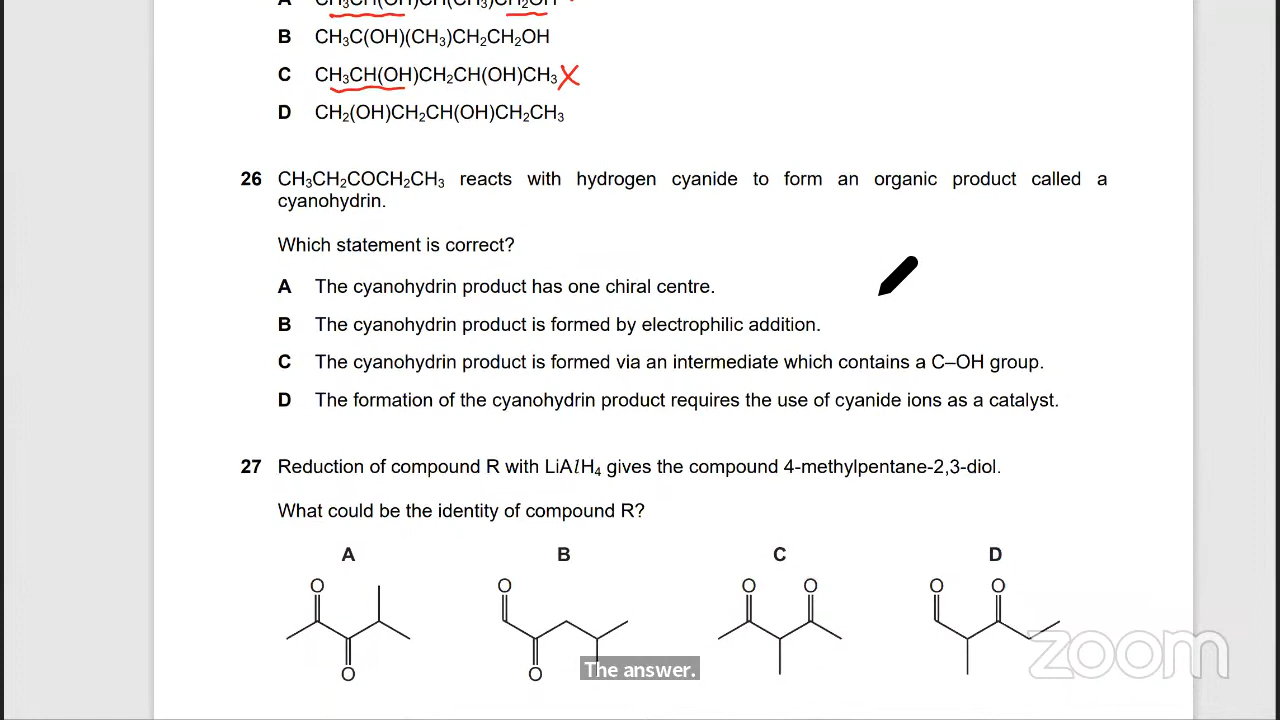 A CH₃CH(OH)CH(CH₃)CH₂OH
B CH₃C(OH)(CH₃)CH₂CH₂OH
C CH₃CH(OH)CH₂CH(OH)CH₃ X
D CH₂(OH)CH₂CH(OH)CH₂CH₃
26 CH₃CH₂COCH₂CH₃ reacts with hydrogen cyanide to form an organic product called a
cyanohydrin.
Which statement is correct?
A The cyanohydrin product has one chiral centre.
B The cyanohydrin product is formed by electrophilic addition.
C The cyanohydrin product is formed via an intermediate which contains a C–OH group.
D The formation of the cyanohydrin product requires the use of cyanide ions as a catalyst.
27 Reduction of compound R with LiAlH₄ gives the compound 4-methylpentane-2,3-diol.
What could be the identity of compound R?
A B C D
O O O O O O
O O
The answer.
zoom